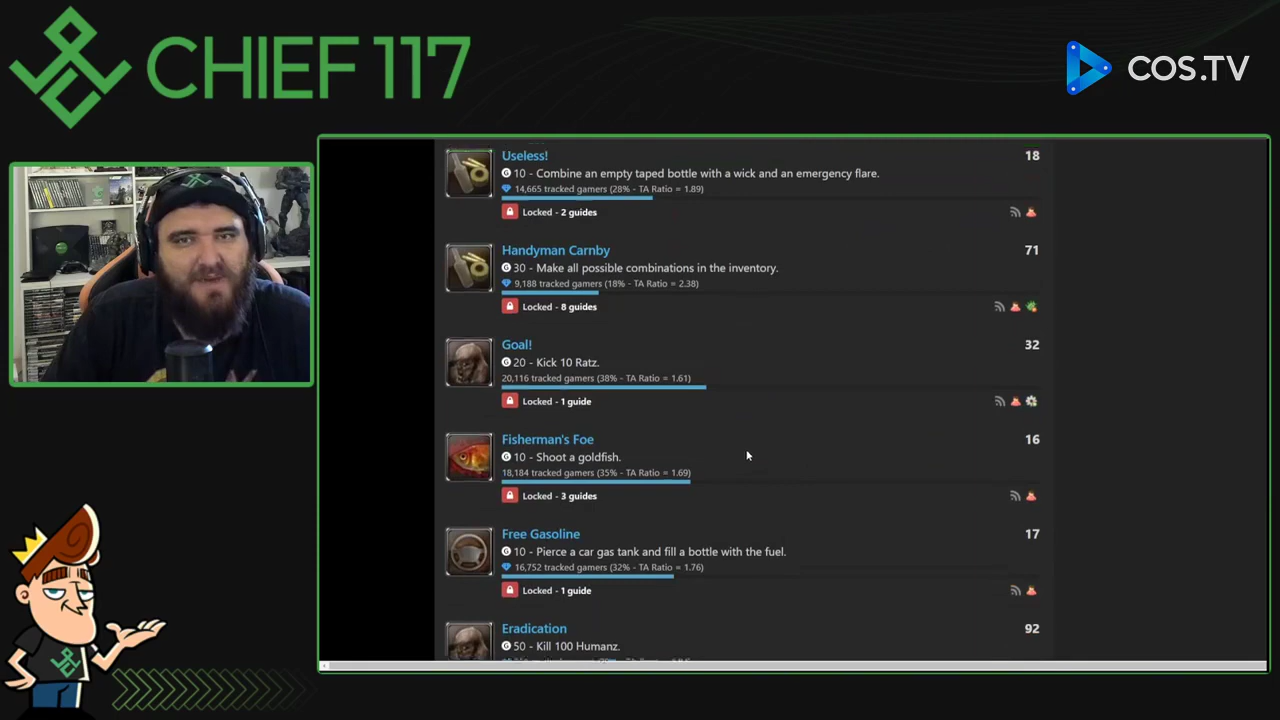 CHIEF 117
COS.TV
Useless!
18
G 10 - Combine an empty taped bottle with a wick and an emergency flare.
14,665 tracked gamers (28% - TA Ratio = 1.89)
Locked - 2 guides
Handyman Carnby
71
G 30 - Make all possible combinations in the inventory.
9,188 tracked gamers (18% - TA Ratio = 2.38)
Locked - 8 guides
Goal!
32
G 20 - Kick 10 Ratz.
20,116 tracked gamers (38% - TA Ratio = 1.61)
Locked - 1 guide
Fisherman's Foe
16
G 10 - Shoot a goldfish.
18,184 tracked gamers (35% - TA Ratio = 1.69)
Locked - 3 guides
Free Gasoline
17
G 10 - Pierce a car gas tank and fill a bottle with the fuel.
16,752 tracked gamers (32% - TA Ratio = 1.76)
Locked - 1 guide
Eradication
92
G 50 - Kill 100 Humanz.